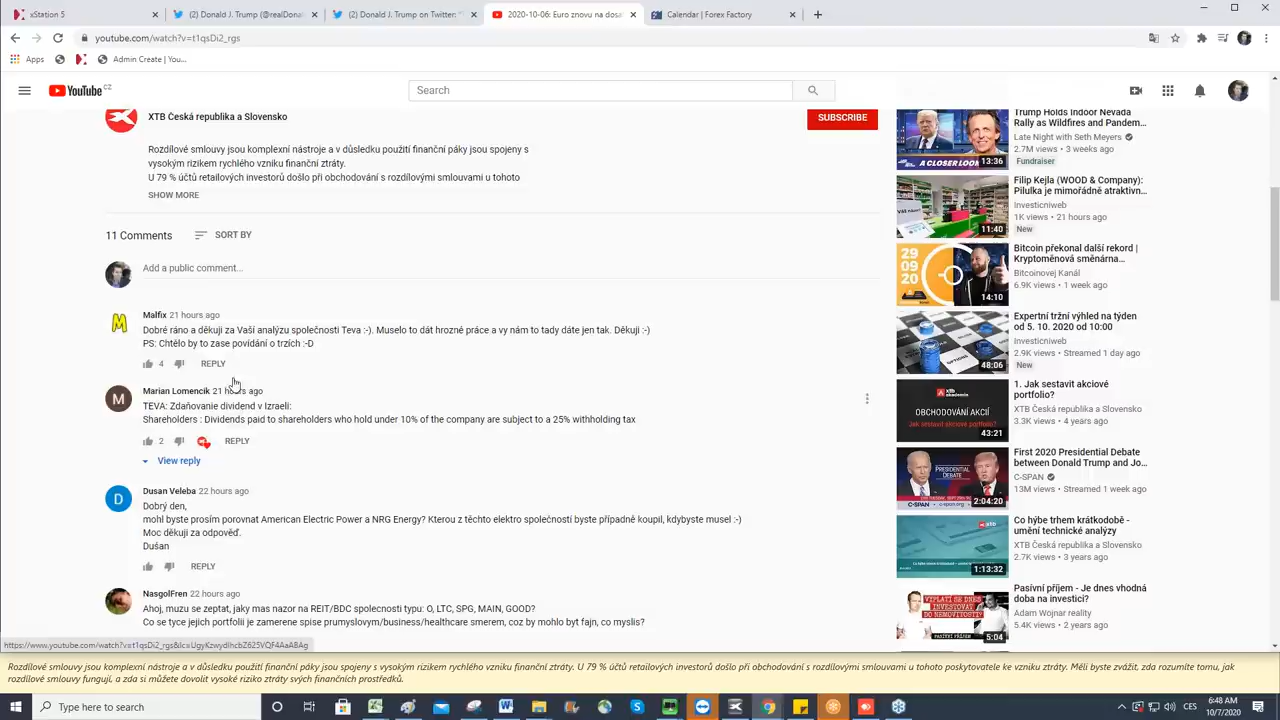 xStation
(2) Donald J. Trump (@realDona
(2) Donald J. Trump on Twitter: "
2020-10-06: Euro znovu na dosa
Calendar | Forex Factory
youtube.com/watch?v=t1qsDi2_rgs
Apps
Admin Create | You...
YouTube CZ
Search
XTB Česká republika a Slovensko
SUBSCRIBE
Rozdílové smlouvy jsou komplexní nástroje a v důsledku použití finanční páky jsou spojeny s
vysokým rizikem rychlého vzniku finanční ztráty.
U 79 % účtů retailových investorů došlo při obchodování s rozdílovými smlouvami u tohoto
SHOW MORE
11 Comments
SORT BY
Add a public comment...
Malfix 21 hours ago
Dobré ráno a děkuji za Vaší analýzu společnosti Teva :-). Muselo to dát hrozné práce a vy nám to tady dáte jen tak. Děkuji :-)
PS: Chtělo by to zase povídání o trzích :-D
4 REPLY
Marian Lomencik 21 hours ago
TEVA: Zdaňovanie dividend v Izraeli:
Shareholders : Dividends paid to shareholders who hold under 10% of the company are subject to a 25% withholding tax
2 REPLY
View reply
D
Dusan Veleba 22 hours ago
Dobrý den,
mohl byste prosím porovnat American Electric Power a NRG Energy? Kterou z těchto elektro společností byste případně koupil, kdybyste musel :-)
Moc děkuji za odpověď.
Dušan
REPLY
NasgolFren 22 hours ago
Ahoj, muzu se zeptat, jaky mas nazor na REIT/BDC spolecnosti typu: O, LTC, SPG, MAIN, GOOD?
Co se tyce jejich portfolia, zamerene spise prumyslovym/business/healthcare smerem, coz by mohlo byt fajn, co myslis?
Trump Holds Indoor Nevada
Rally as Wildfires and Pandem...
Late Night with Seth Meyers
2.7M views • 3 weeks ago
Fundraiser
A CLOSER LOOK
13:36
Filip Kejla (WOOD & Company):
Pilulka je mimořádně atraktivn...
Investicniweb
1K views • 21 hours ago
New
11:40
Bitcoin překonal další rekord |
Kryptoměnová směnárna...
Bitcoinovej Kanál
6.9K views • 1 week ago
29
09
20
14:10
Expertní tržní výhled na týden
od 5. 10. 2020 od 10:00
Investicniweb
2.9K views • Streamed 1 day ago
New
OPTIONS
48:06
1. Jak sestavit akciové
portfolio?
XTB Česká republika a Slovensko
3.3K views • 4 years ago
xtb akademie
OBCHODOVÁNÍ AKCIÍ
Jak sestavit akciové portfolio?
43:21
First 2020 Presidential Debate
between Donald Trump and Jo...
C-SPAN
13M views • Streamed 1 week ago
PRESIDENTIAL
DEBATE
2:04:20
Co hýbe trhem krátkodobě -
umění technické analýzy
XTB Česká republika a Slovensko
2.7K views • 3 years ago
xtb
1:13:32
Pasívní příjem - Je dnes vhodná
doba na investici?
Adam Wojnar reality
5.4K views • 2 years ago
VYPLATÍ SE DNES
INVESTOVAT
DO NEMOVITOSTI?
PASIVNÍ PŘÍJEM
5:04
Rozdílové smlouvy jsou komplexní nástroje a v důsledku použití finanční páky jsou spojeny s vysokým rizikem rychlého vzniku finanční ztráty. U 79 % účtů retailových investorů došlo při obchodování s rozdílovými smlouvami u tohoto poskytovatele ke vzniku ztráty. Měli byste zvážit, zda rozumíte tomu, jak
rozdílové smlouvy fungují, a zda si můžete dovolit vysoké riziko ztráty svých finančních prostředků.
Type here to search
CES
6:48 AM
10/7/2020